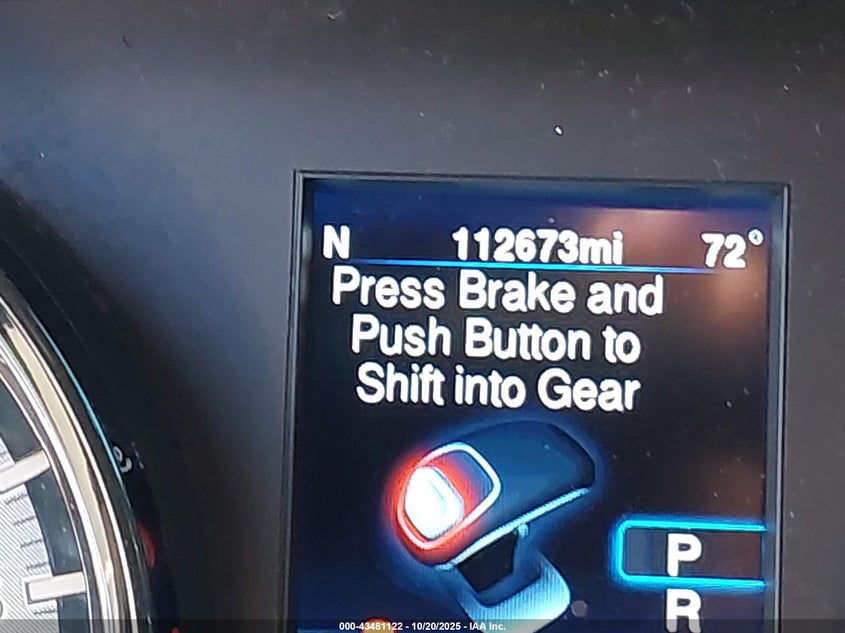 N 112673mi 72°
Press Brake and
Push Button to
Shift into Gear
P
R
000-43481122 - 10/20/2025 - IAA Inc.